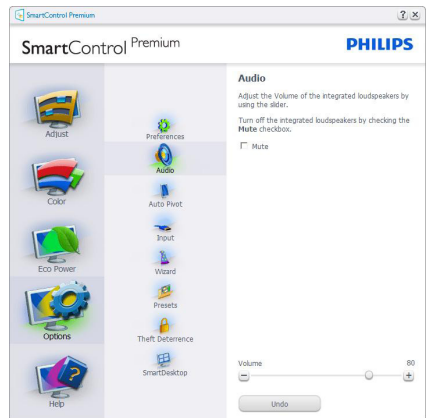 SmartControl Premium
? ×
SmartControl Premium
PHILIPS
Adjust
Color
Eco Power
Options
Help
Preferences
Audio
Auto Pivot
Input
Wizard
Presets
Theft Deterrence
SmartDesktop
Audio
Adjust the Volume of the integrated loudspeakers by
using the slider.
Turn off the integrated loudspeakers by checking the
Mute checkbox.
Mute
Volume 80
Undo